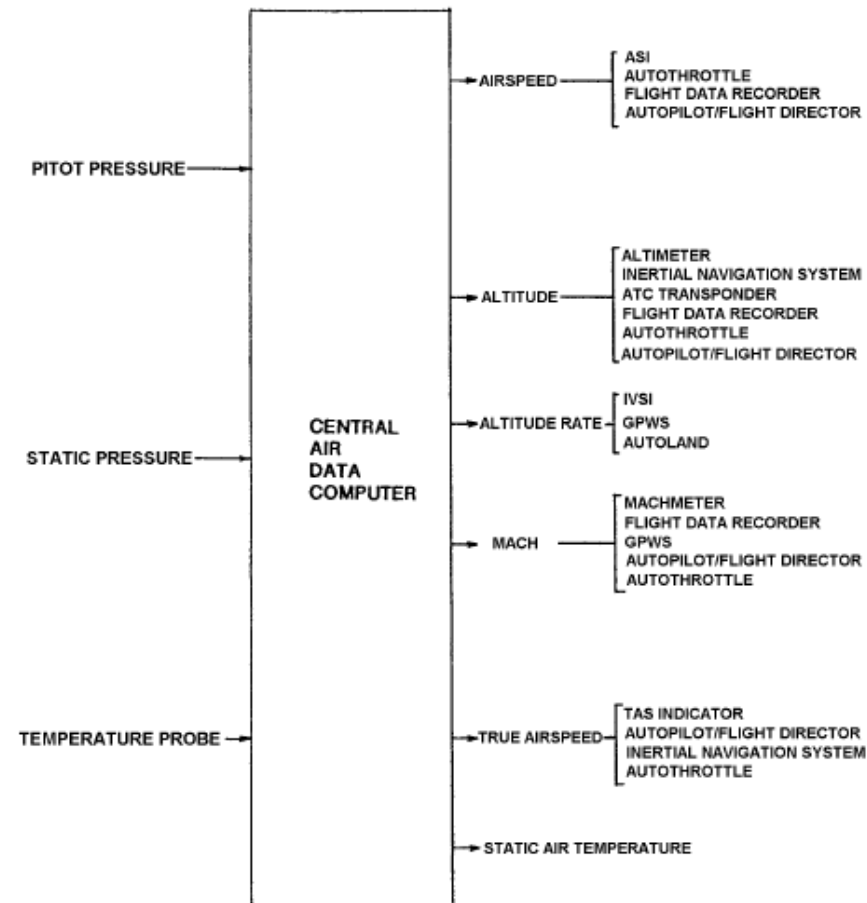 PITOT PRESSURE
STATIC PRESSURE
TEMPERATURE PROBE
CENTRAL
AIR
DATA
COMPUTER
AIRSPEED
ASI
AUTOTHROTTLE
FLIGHT DATA RECORDER
AUTOPILOT/FLIGHT DIRECTOR
ALTITUDE
ALTIMETER
INERTIAL NAVIGATION SYSTEM
ATC TRANSPONDER
FLIGHT DATA RECORDER
AUTOTHROTTLE
AUTOPILOT/FLIGHT DIRECTOR
ALTITUDE RATE
IVSI
GPWS
AUTOLAND
MACH
MACHMETER
FLIGHT DATA RECORDER
GPWS
AUTOPILOT/FLIGHT DIRECTOR
AUTOTHROTTLE
TRUE AIRSPEED
TAS INDICATOR
AUTOPILOT/FLIGHT DIRECTOR
INERTIAL NAVIGATION SYSTEM
AUTOTHROTTLE
STATIC AIR TEMPERATURE